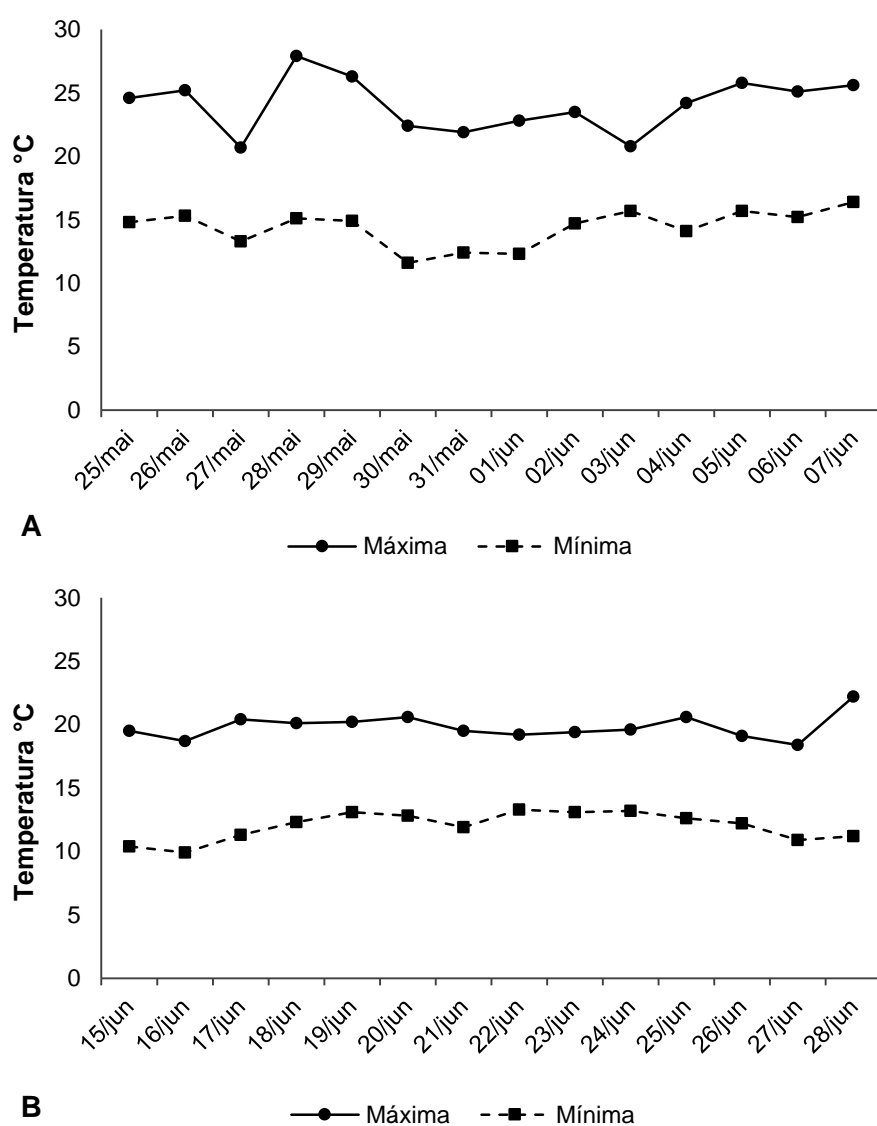 30
25
20
15
10
5
0
Temperatura °C
25/mai 26/mai 27/mai 28/mai 29/mai 30/mai 31/mai 01/jun 02/jun 03/jun 04/jun 05/jun 06/jun 07/jun
A
Máxima Mínima
30
25
20
15
10
5
0
Temperatura °C
15/jun 16/jun 17/jun 18/jun 19/jun 20/jun 21/jun 22/jun 23/jun 24/jun 25/jun 26/jun 27/jun 28/jun
B
Máxima Mínima